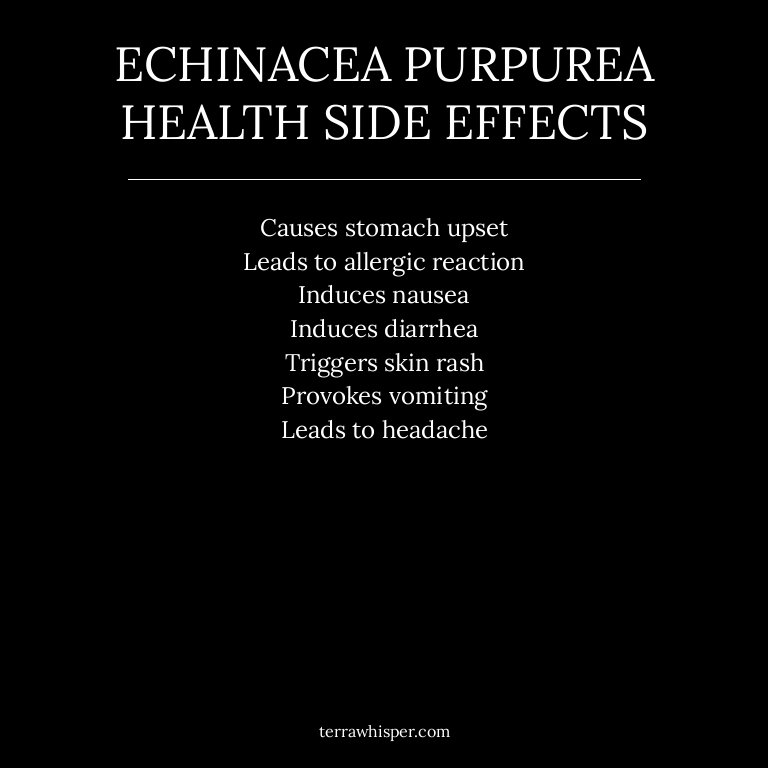 ECHINACEA PURPUREA
HEALTH SIDE EFFECTS
Causes stomach upset
Leads to allergic reaction
Induces nausea
Induces diarrhea
Triggers skin rash
Provokes vomiting
Leads to headache
terrawhisper.com